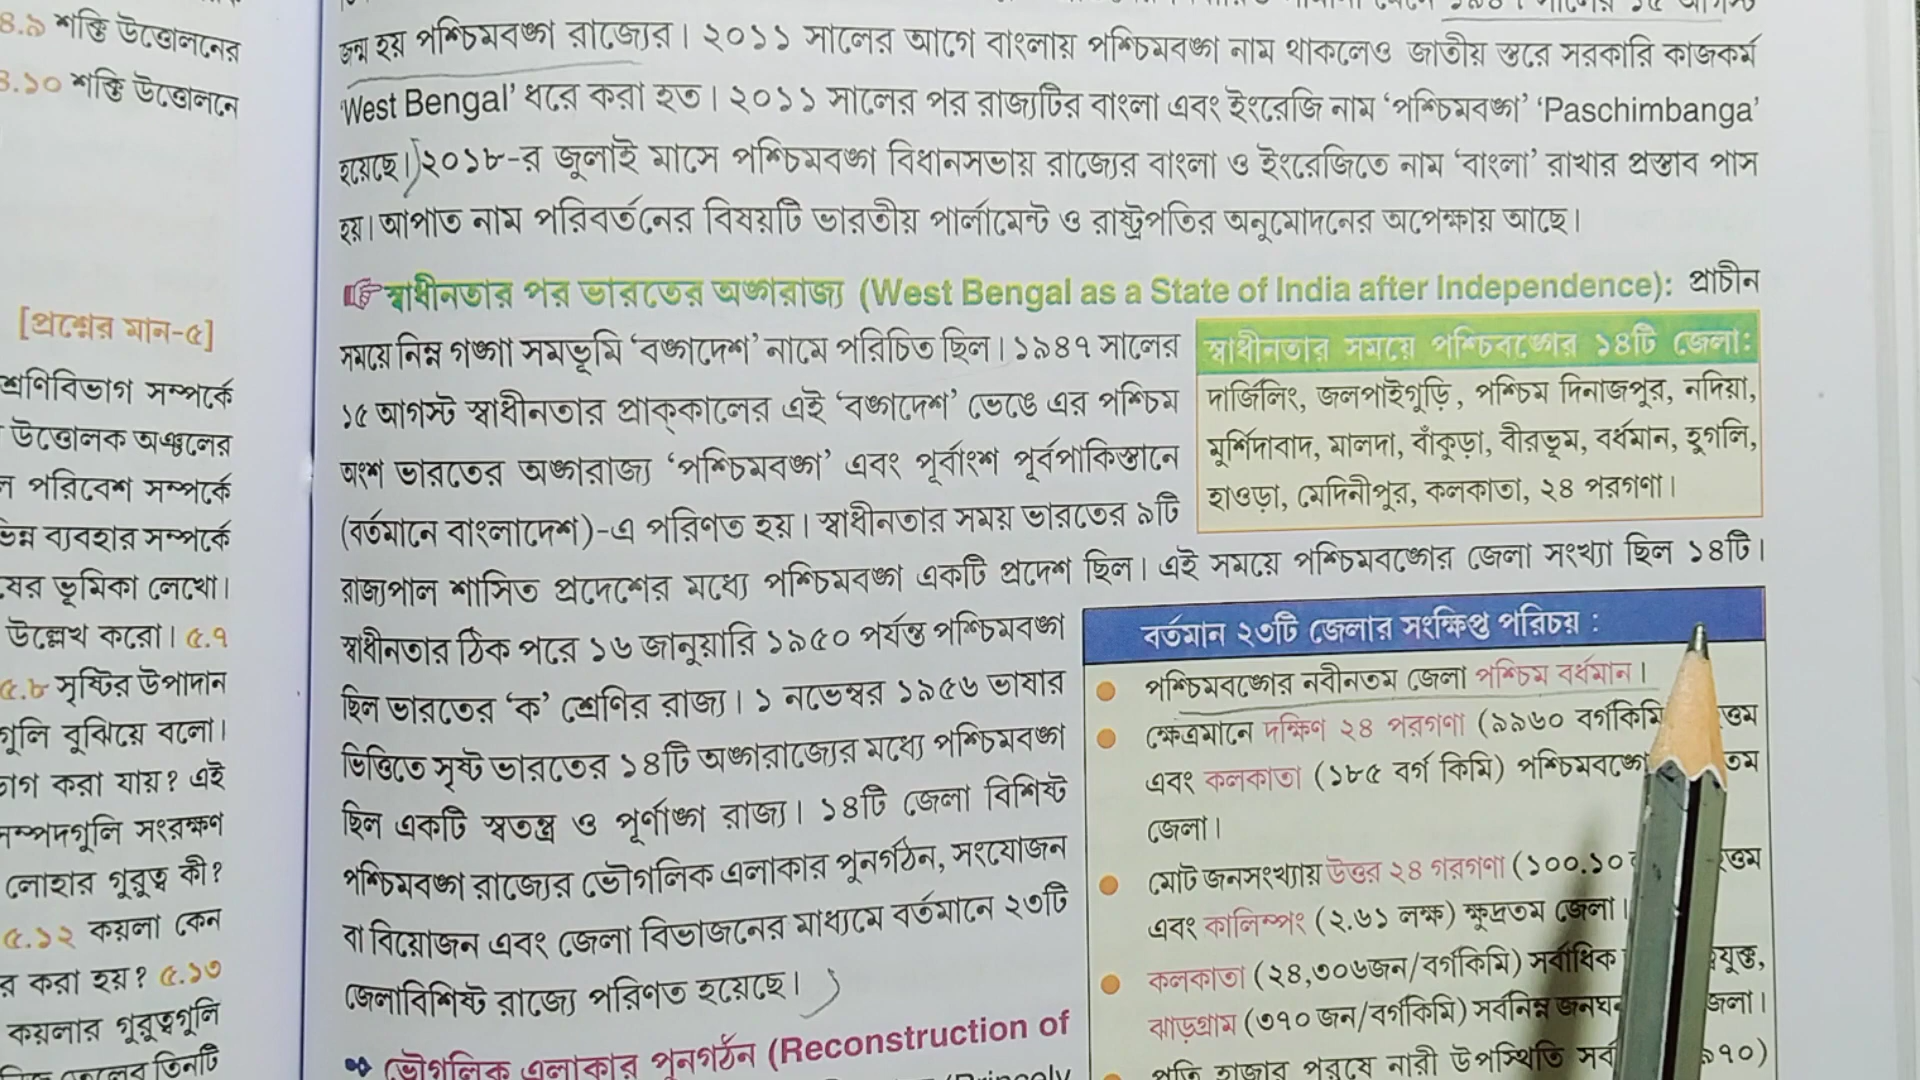 ৪.৯ শক্তি উত্তোলনের
৪.১০ শক্তি উত্তোলনে
[প্রশ্নের মান-৫]
শ্রেণিবিভাগ সম্পর্কে
উত্তোলক অঞ্চলের
পরিবেশ সম্পর্কে
ভিন্ন ব্যবহার সম্পর্কে
ভূমিকা লেখো।
উল্লেখ করো। ৫.৭
৫.৮ সৃষ্টির উপাদান
গুলি বুঝিয়ে বলো।
ভাগ করা যায়? এই
সম্পদগুলি সংরক্ষণ
লোহার গুরুত্ব কী?
৫.১২ কয়লা কেন
র করা হয়? ৫.১৩
কয়লার গুরুত্বগুলি
তিনটি
জন্ম হয় পশ্চিমবঙ্গ রাজ্যের। ২০১১ সালের আগে বাংলায় পশ্চিমবঙ্গ নাম থাকলেও জাতীয় স্তরে সরকারি কাজকর্ম
'West Bengal' ধরে করা হত। ২০১১ সালের পর রাজ্যটির বাংলা এবং ইংরেজি নাম 'পশ্চিমবঙ্গ' 'Paschimbanga'
হয়েছে। ২০১৮-র জুলাই মাসে পশ্চিমবঙ্গ বিধানসভায় রাজ্যের বাংলা ও ইংরেজিতে নাম 'বাংলা' রাখার প্রস্তাব পাস
হয়। আপাত নাম পরিবর্তনের বিষয়টি ভারতীয় পার্লামেন্ট ও রাষ্ট্রপতির অনুমোদনের অপেক্ষায় আছে।
স্বাধীনতার পর ভারতের অঙ্গরাজ্য (West Bengal as a State of India after Independence): প্রাচীন
সময়ে নিম্ন গঙ্গা সমভূমি 'বঙ্গদেশ' নামে পরিচিত ছিল। ১৯৪৭ সালের
১৫ আগস্ট স্বাধীনতার প্রাক্‌কালের এই 'বঙ্গদেশ' ভেঙে এর পশ্চিম
অংশ ভারতের অঙ্গরাজ্য 'পশ্চিমবঙ্গ' এবং পূর্বাংশ পূর্বপাকিস্তানে
(বর্তমানে বাংলাদেশ)-এ পরিণত হয়। স্বাধীনতার সময় ভারতের ৯টি
রাজ্যপাল শাসিত প্রদেশের মধ্যে পশ্চিমবঙ্গ একটি প্রদেশ ছিল। এই সময়ে পশ্চিমবঙ্গের জেলা সংখ্যা ছিল ১৪টি।
স্বাধীনতার ঠিক পরে ১৬ জানুয়ারি ১৯৫০ পর্যন্ত পশ্চিমবঙ্গ
ছিল ভারতের 'ক' শ্রেণির রাজ্য। ১ নভেম্বর ১৯৫৬ ভাষার
ভিত্তিতে সৃষ্ট ভারতের ১৪টি অঙ্গরাজ্যের মধ্যে পশ্চিমবঙ্গ
ছিল একটি স্বতন্ত্র ও পূর্ণাঙ্গ রাজ্য। ১৪টি জেলা বিশিষ্ট
পশ্চিমবঙ্গ রাজ্যের ভৌগলিক এলাকার পুনর্গঠন, সংযোজন
বা বিয়োজন এবং জেলা বিভাজনের মাধ্যমে বর্তমানে ২৩টি
জেলাবিশিষ্ট রাজ্যে পরিণত হয়েছে।
ভৌগলিক এলাকার পুনর্গঠন (Reconstruction of
স্বাধীনতার সময়ে পশ্চিবঙ্গের ১৪টি জেলা:
দার্জিলিং, জলপাইগুড়ি, পশ্চিম দিনাজপুর, নদিয়া,
মুর্শিদাবাদ, মালদা, বাঁকুড়া, বীরভূম, বর্ধমান, হুগলি,
হাওড়া, মেদিনীপুর, কলকাতা, ২৪ পরগণা।
বর্তমান ২৩টি জেলার সংক্ষিপ্ত পরিচয় :
● পশ্চিমবঙ্গের নবীনতম জেলা পশ্চিম বর্ধমান।
● ক্ষেত্রমানে দক্ষিণ ২৪ পরগণা (৯৯৬০ বর্গকিমি
এবং কলকাতা (১৮৫ বর্গ কিমি) পশ্চিমবঙ্গে
জেলা।
● মোট জনসংখ্যায় উত্তর ২৪ গরগণা (১০০.১০
এবং কালিম্পং (২.৬১ লক্ষ) ক্ষুদ্রতম জেলা।
● কলকাতা (২৪,৩০৬জন/বর্গকিমি) সর্বাধিক
ঝাড়গ্রাম (৩৭০ জন/বর্গকিমি) সর্বনিম্ন জনঘন জেলা।
প্রতি হাজার পুরুষে নারী উপস্থিতি